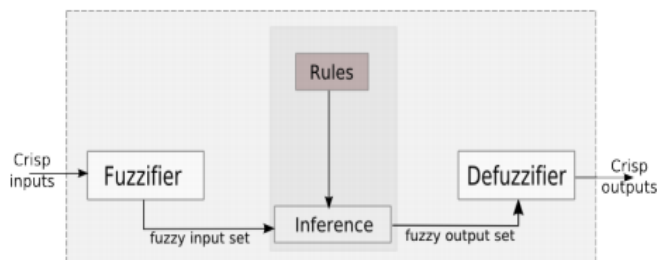 Rules
Crisp
inputs
Fuzzifier
Defuzzifier
Crisp
outputs
Inference
fuzzy input set
fuzzy output set